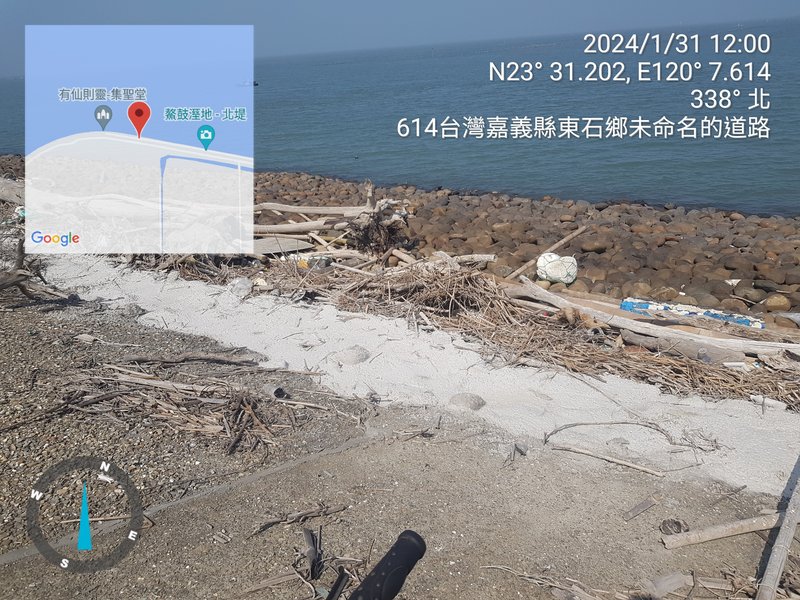 2024/1/31 12:00
N23° 31.202, E120° 7.614
338° 北
614台灣嘉義縣東石鄉未命名的道路
有仙則靈-集聖堂
鰲鼓溼地 - 北堤
Google
N
W
E
S